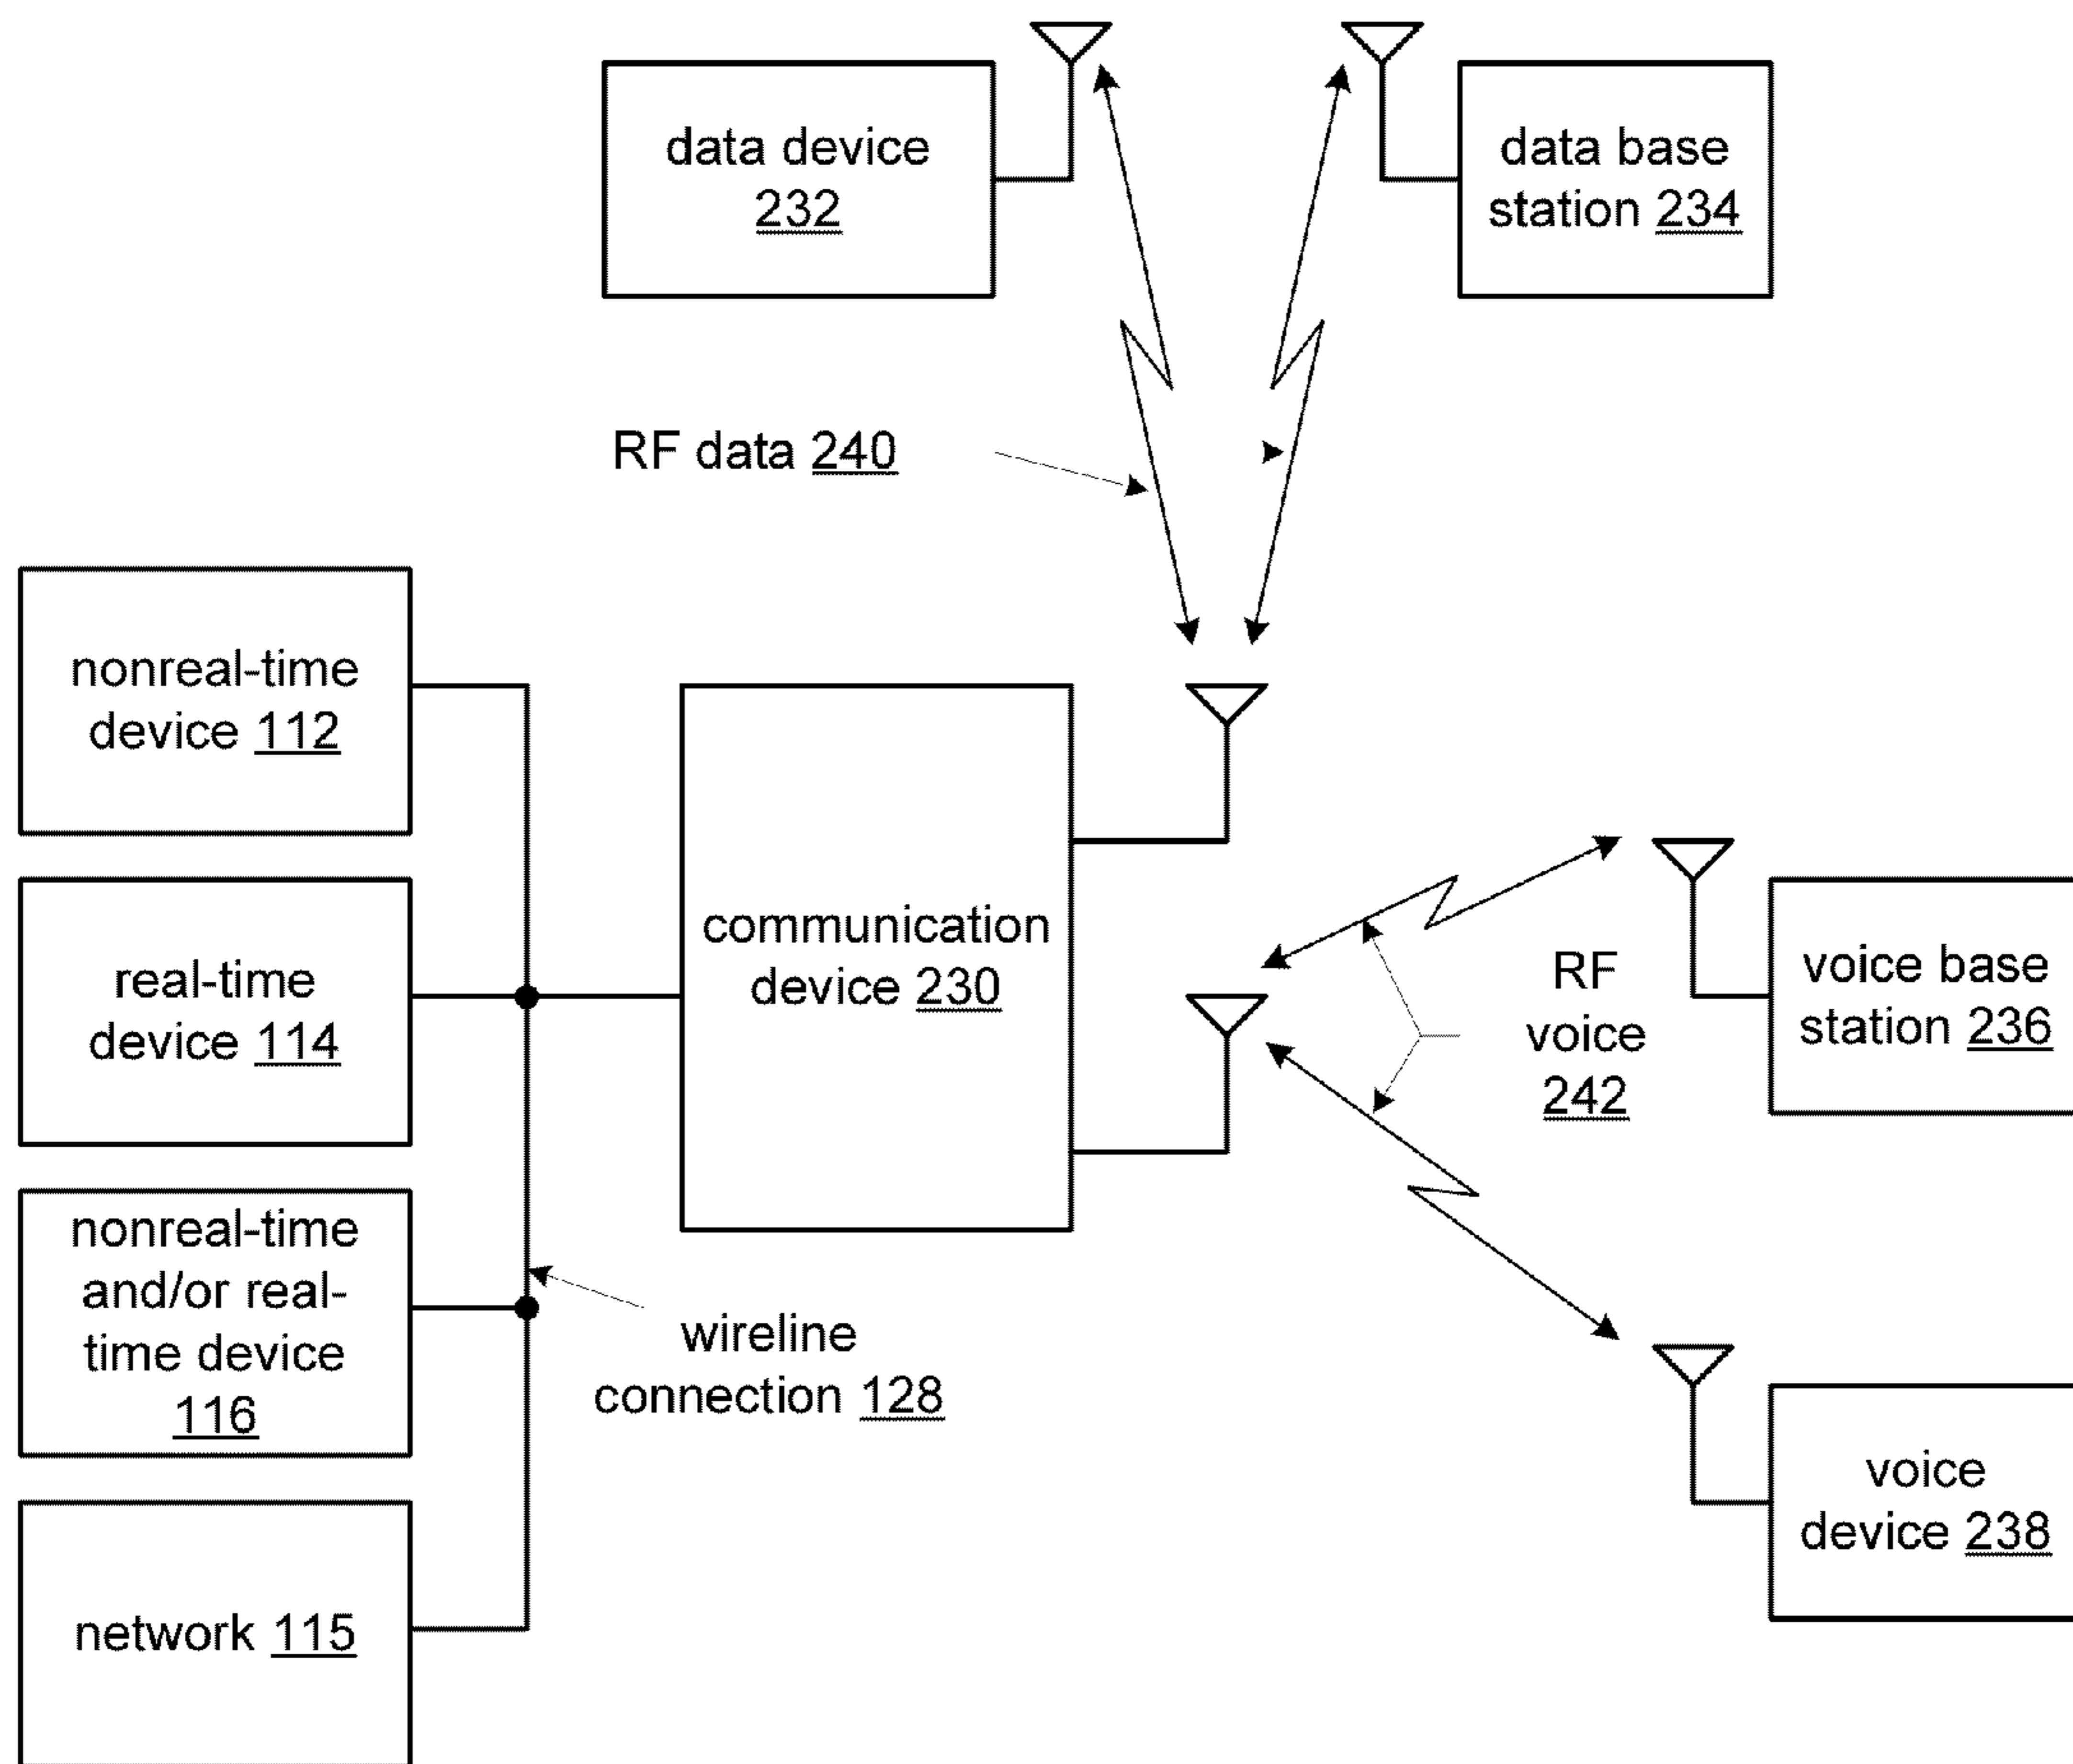 data device
232
data base
station 234
RF data 240
nonreal-time
device 112
real-time
device 114
nonreal-time
and/or real-
time device
116
network 115
communication
device 230
wireline
connection 128
RF
voice
242
voice base
station 236
voice
device 238